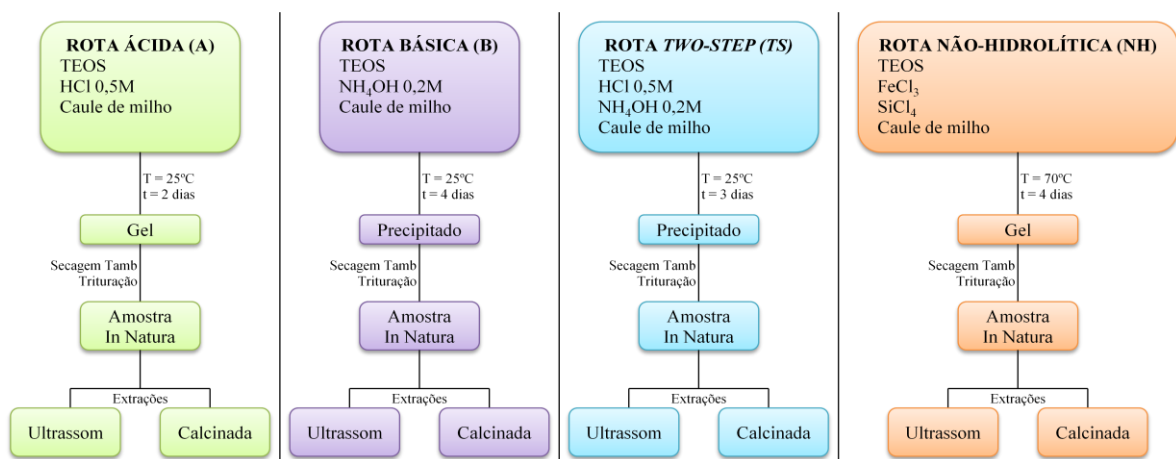 ROTA ÁCIDA (A)
TEOS
HCl 0,5M
Caule de milho
T = 25ºC
t = 2 dias
Gel
Secagem Tamb
Trituração
Amostra
In Natura
Extrações
Ultrassom
Calcinada
ROTA BÁSICA (B)
TEOS
NH₄OH 0,2M
Caule de milho
T = 25ºC
t = 4 dias
Precipitado
Secagem Tamb
Trituração
Amostra
In Natura
Extrações
Ultrassom
Calcinada
ROTA TWO-STEP (TS)
TEOS
HCl 0,5M
NH₄OH 0,2M
Caule de milho
T = 25ºC
t = 3 dias
Precipitado
Secagem Tamb
Trituração
Amostra
In Natura
Extrações
Ultrassom
Calcinada
ROTA NÃO-HIDROLÍTICA (NH)
TEOS
FeCl₃
SiCl₄
Caule de milho
T = 70ºC
t = 4 dias
Gel
Secagem Tamb
Trituração
Amostra
In Natura
Extrações
Ultrassom
Calcinada